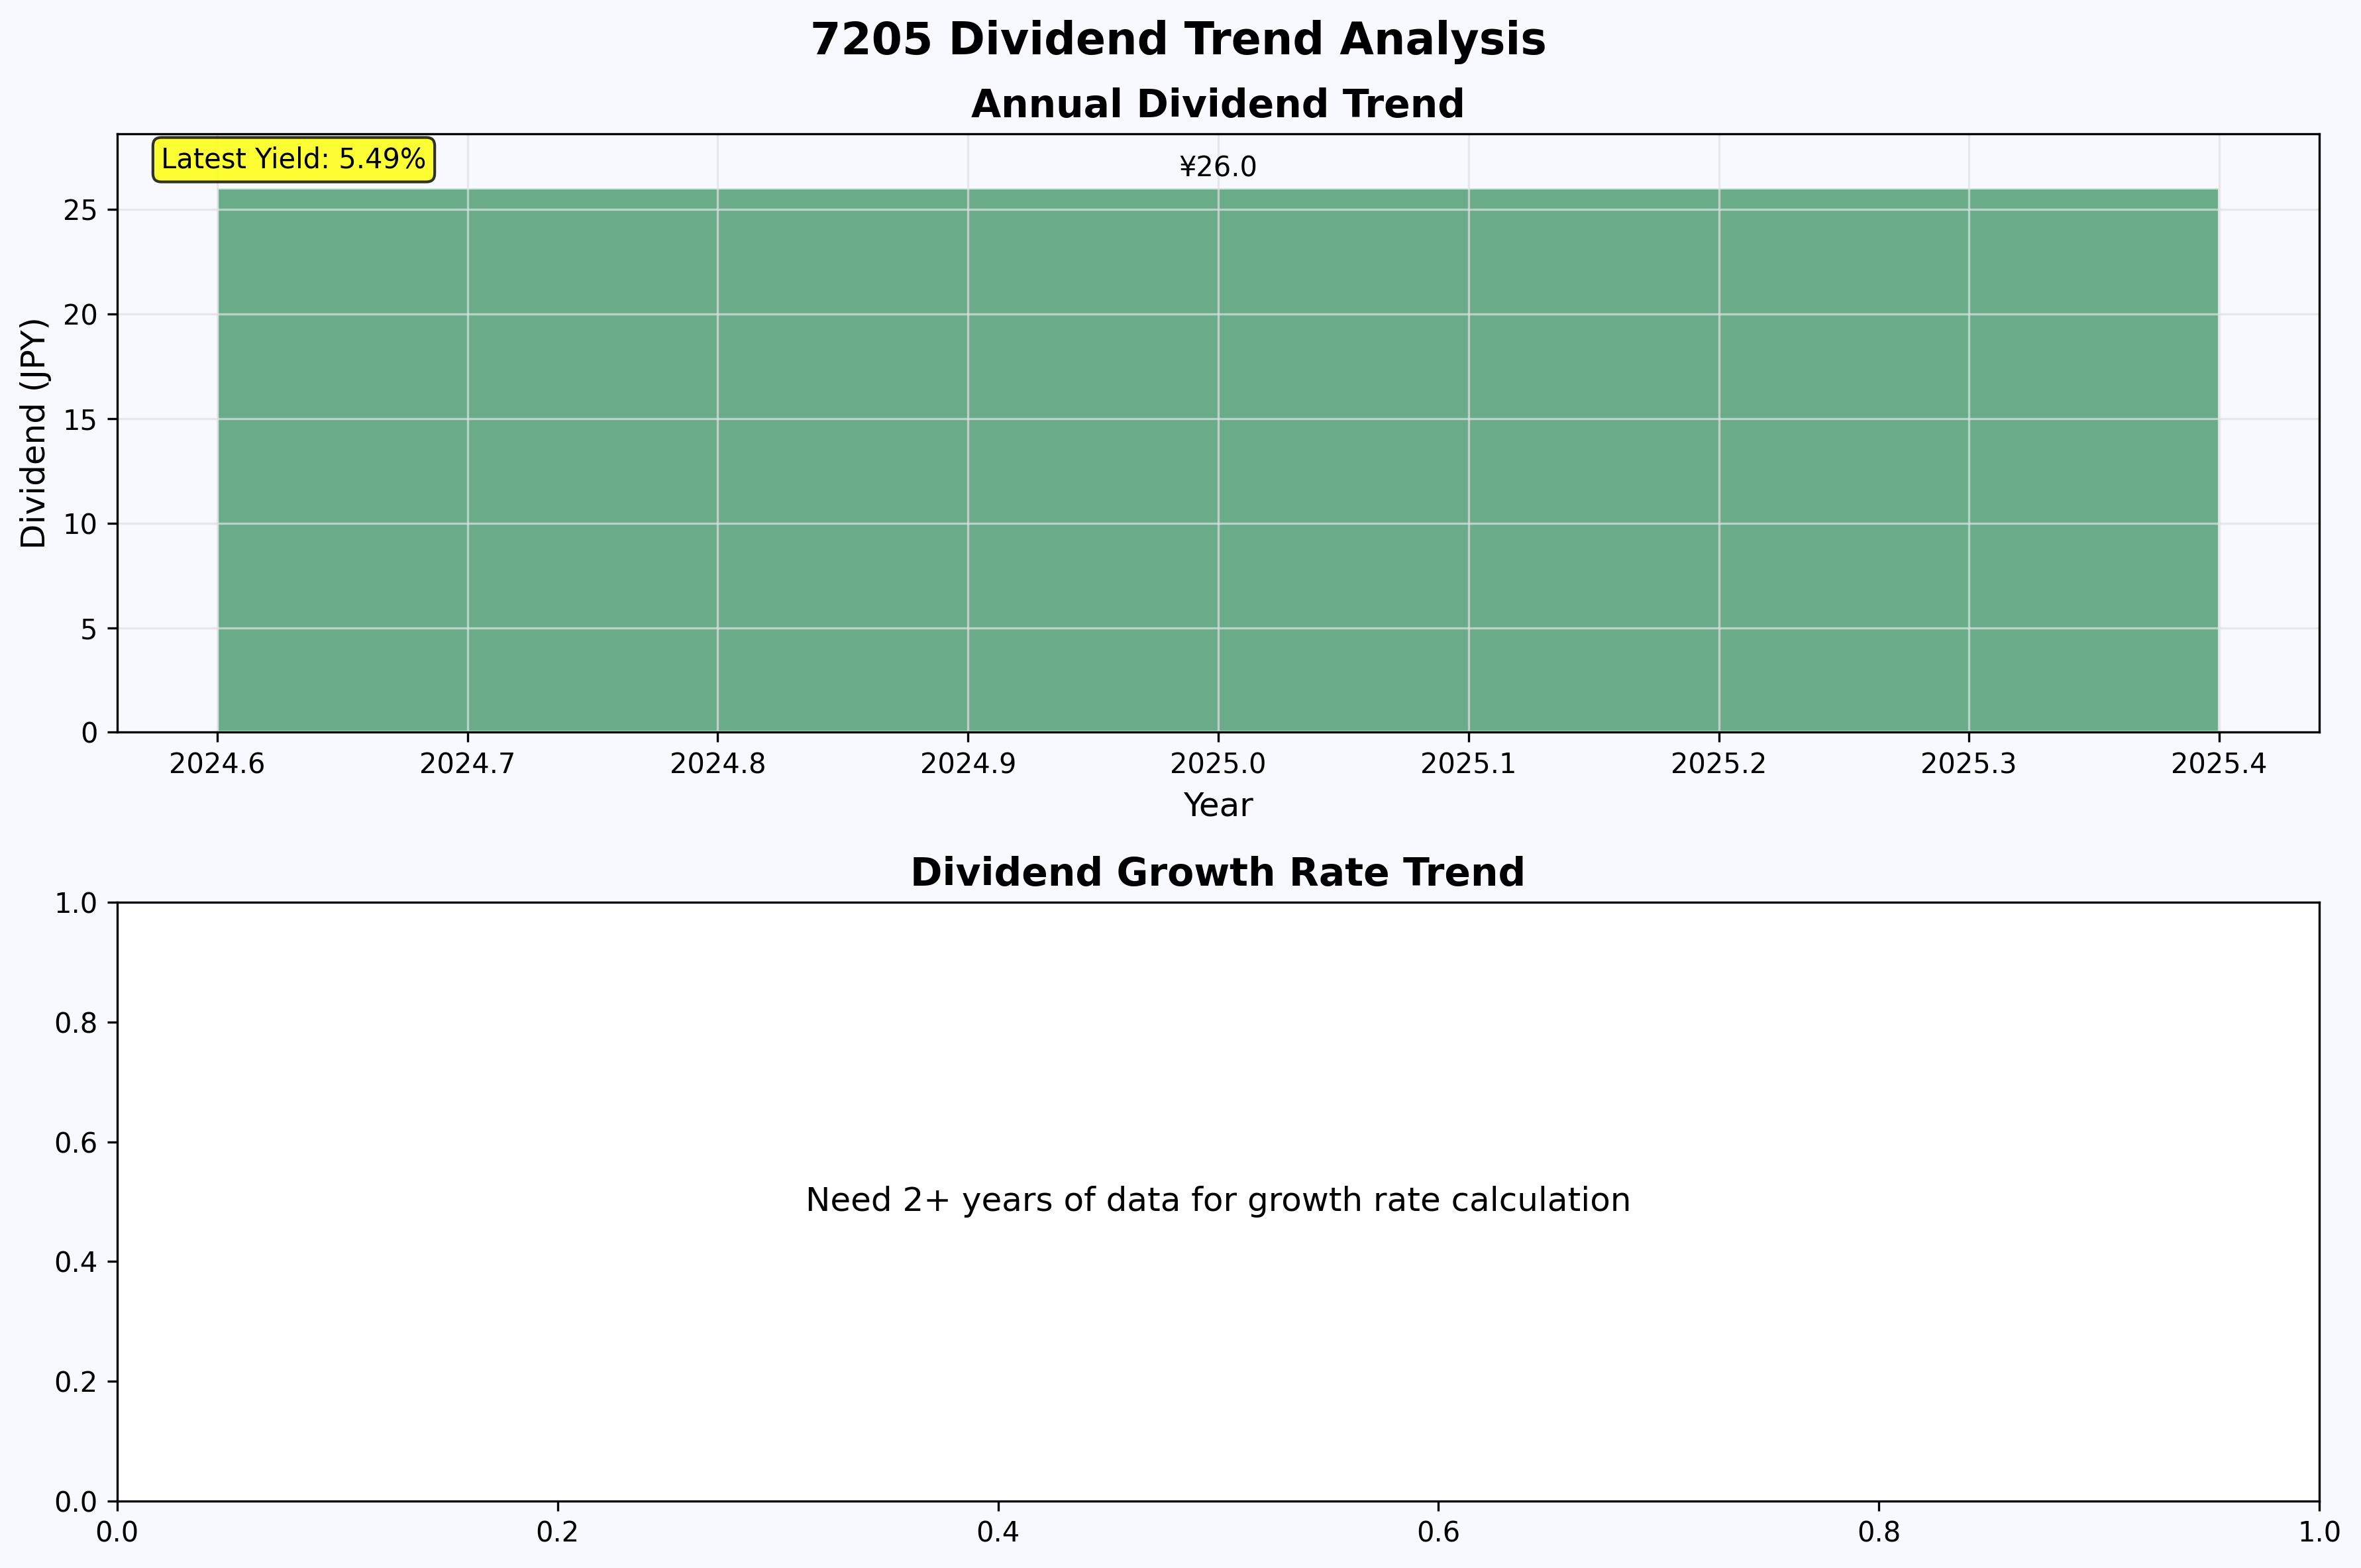 7205 Dividend Trend Analysis
Annual Dividend Trend
Latest Yield: 5.49%
¥26.0
25
20
15
10
5
0
Dividend (JPY)
2024.6 2024.7 2024.8 2024.9 2025.0 2025.1 2025.2 2025.3 2025.4
Year
Dividend Growth Rate Trend
1.0
0.8
0.6
0.4
0.2
0.0
Need 2+ years of data for growth rate calculation
0.0 0.2 0.4 0.6 0.8 1.0